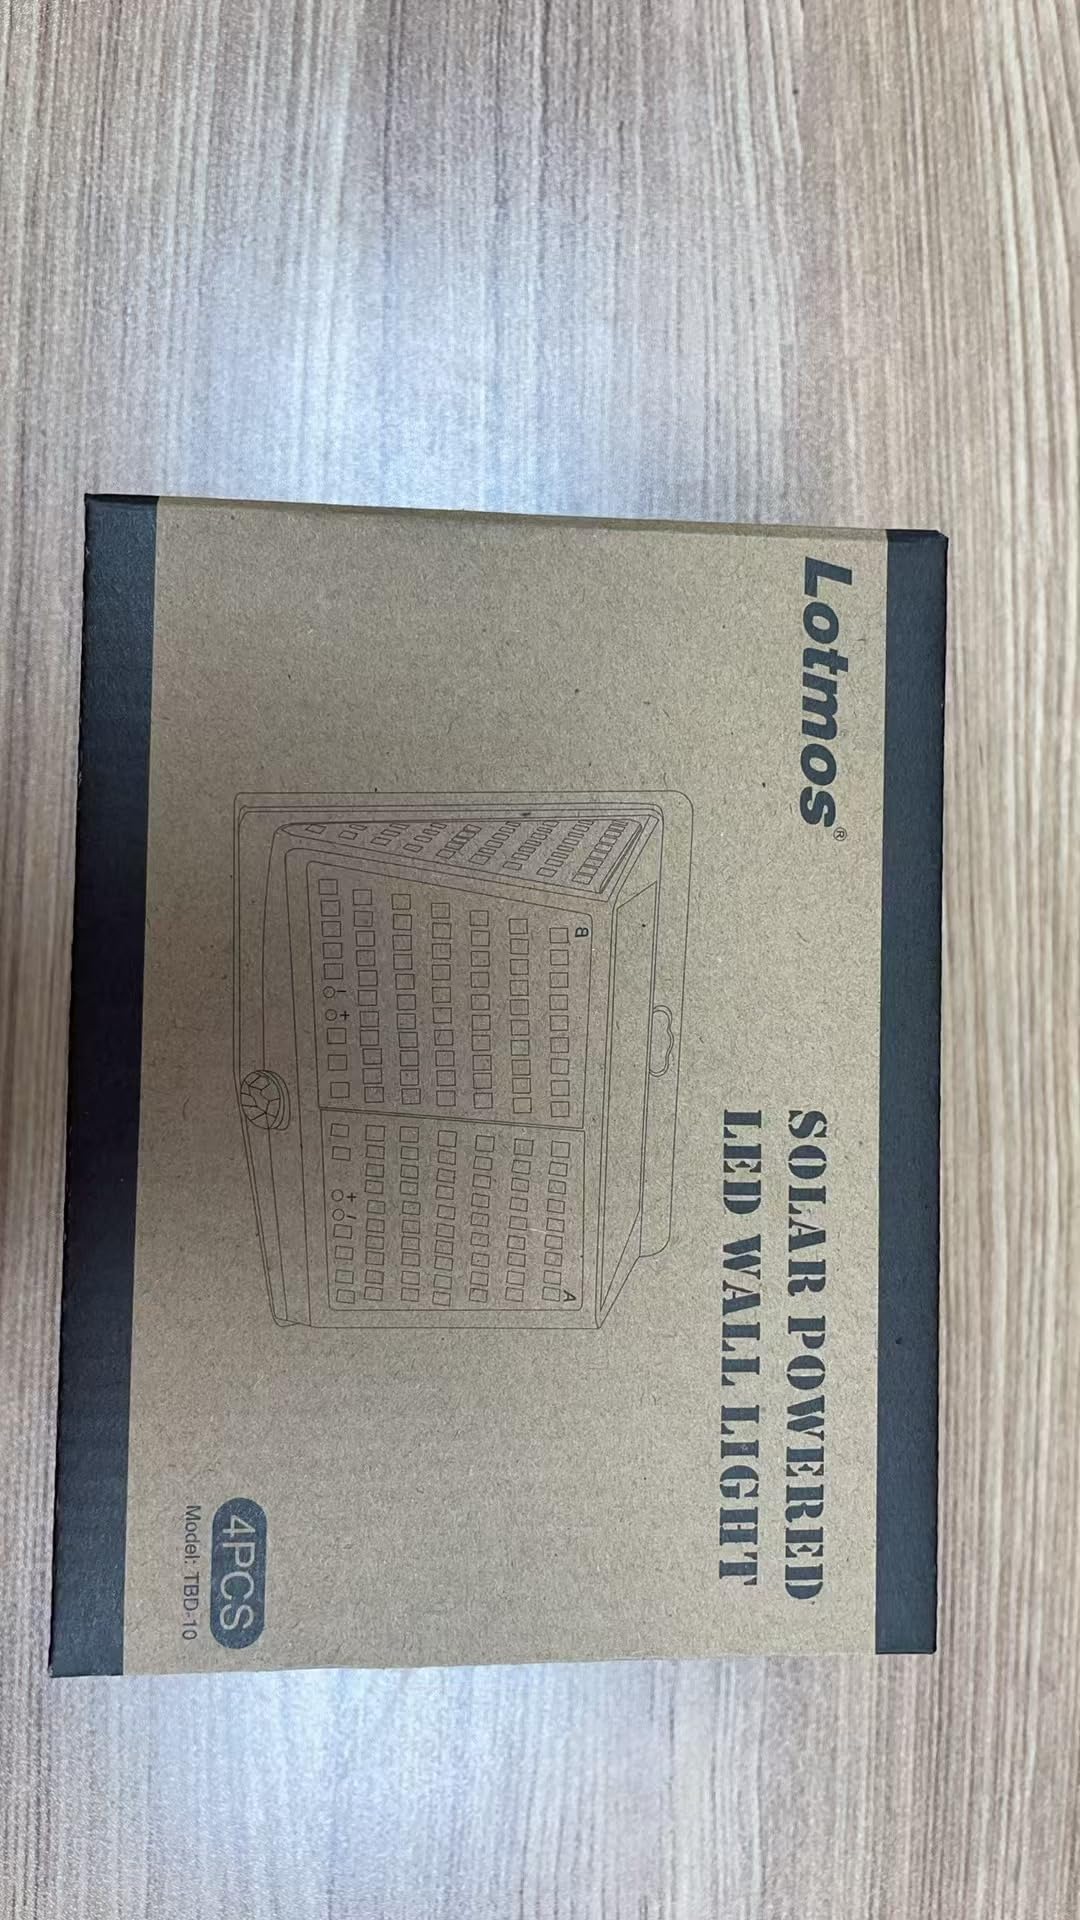 Lotmos®
SOLAR POWERED
LED WALL LIGHT
B
A
- +
+ -
4PCS
Model: TBD-10